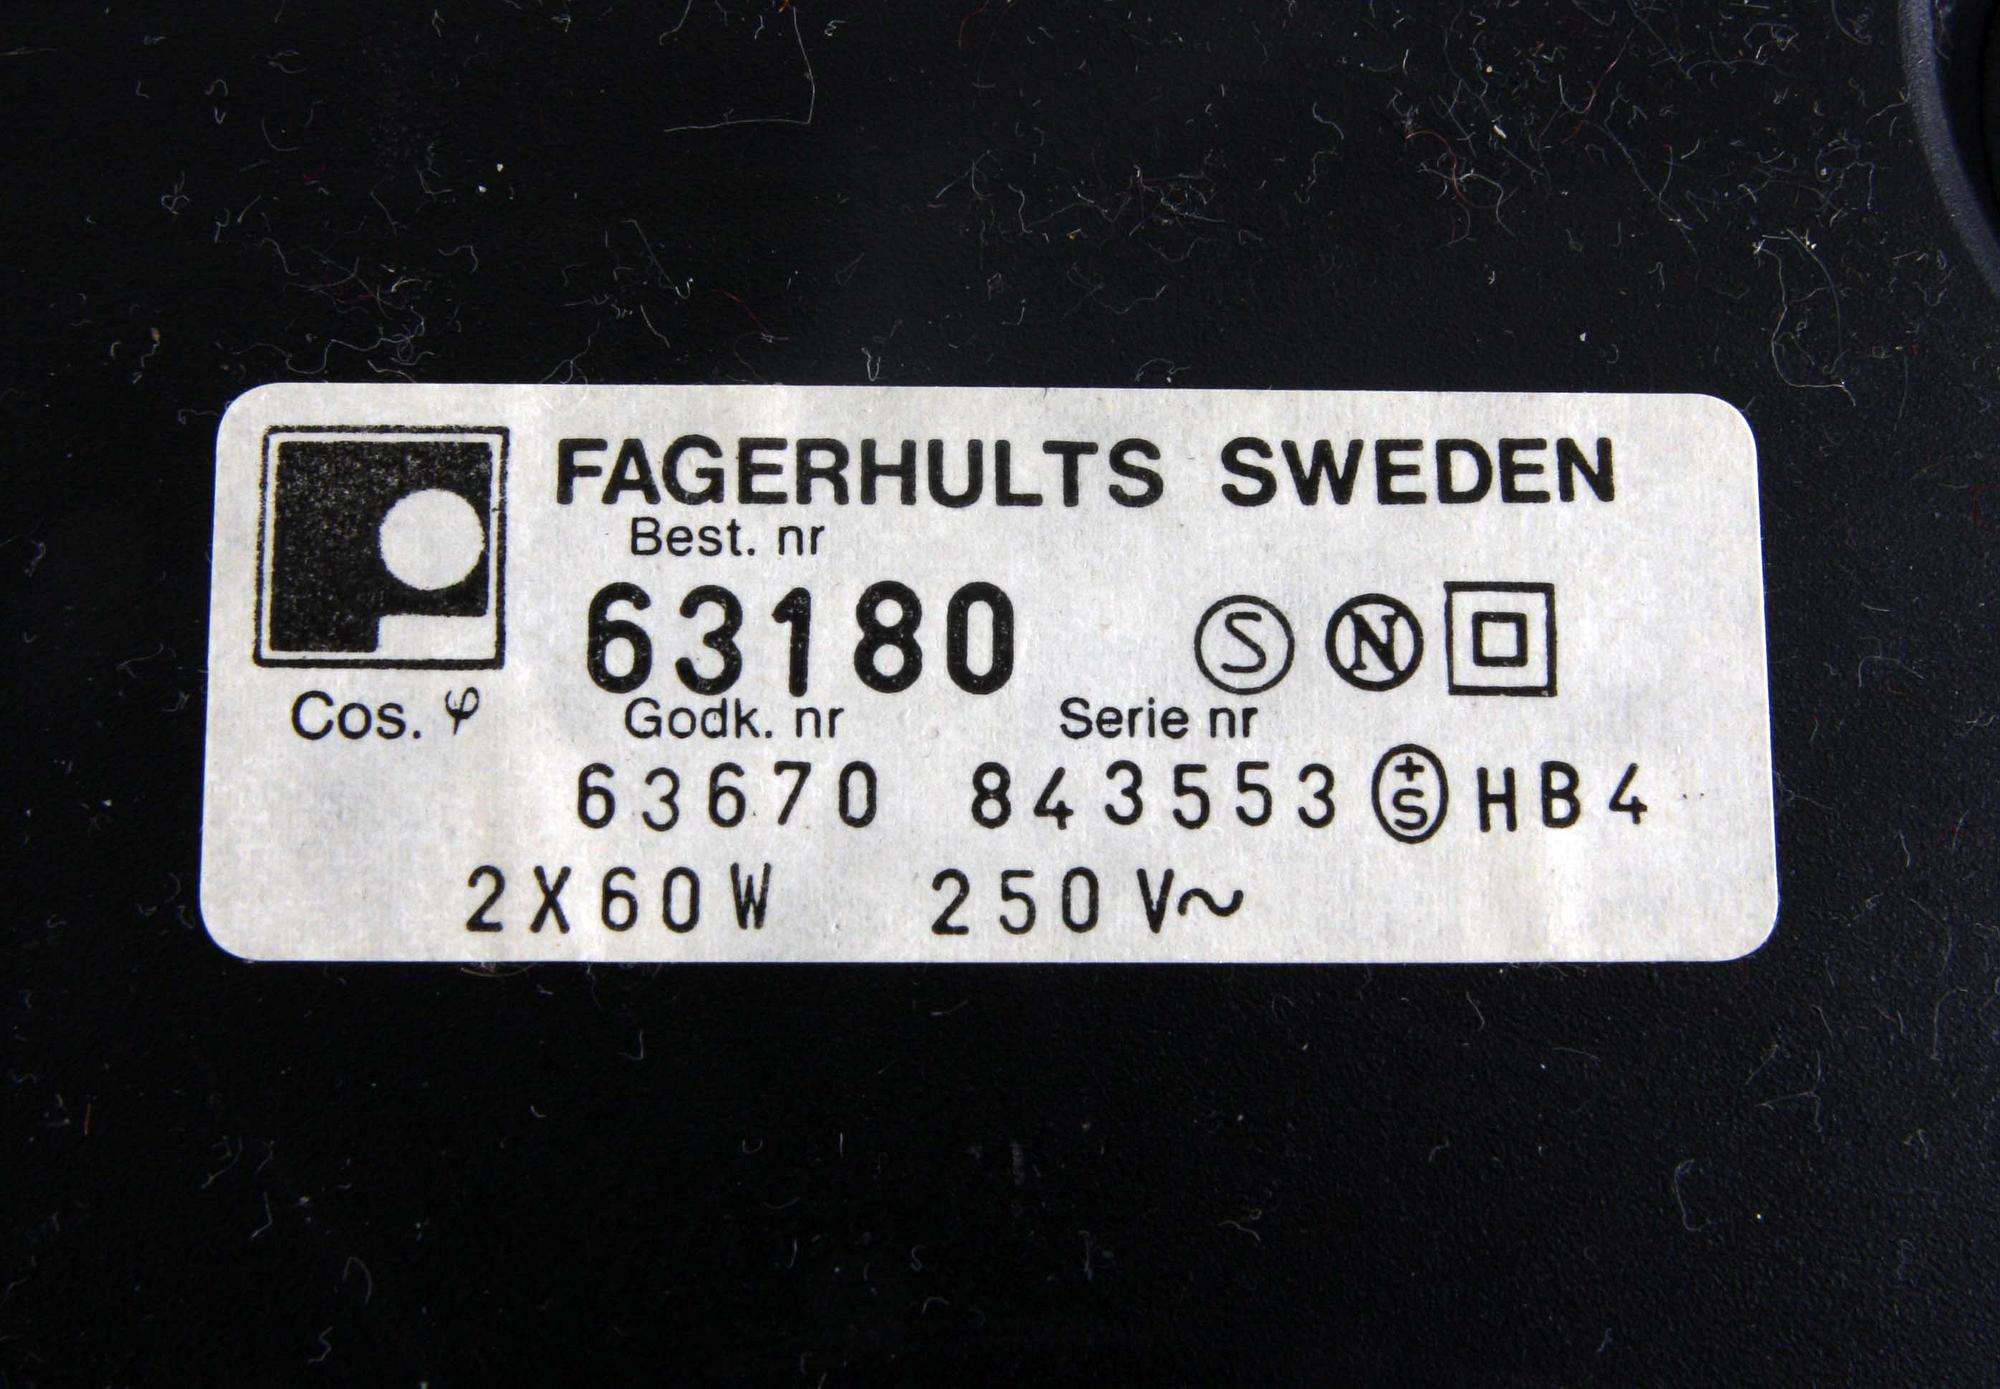 FAGERHULTS SWEDEN
Best. nr
63180 S N
Cos. φ Godk. nr Serie nr
63670 843553 +S HB4
2X60W 250V~